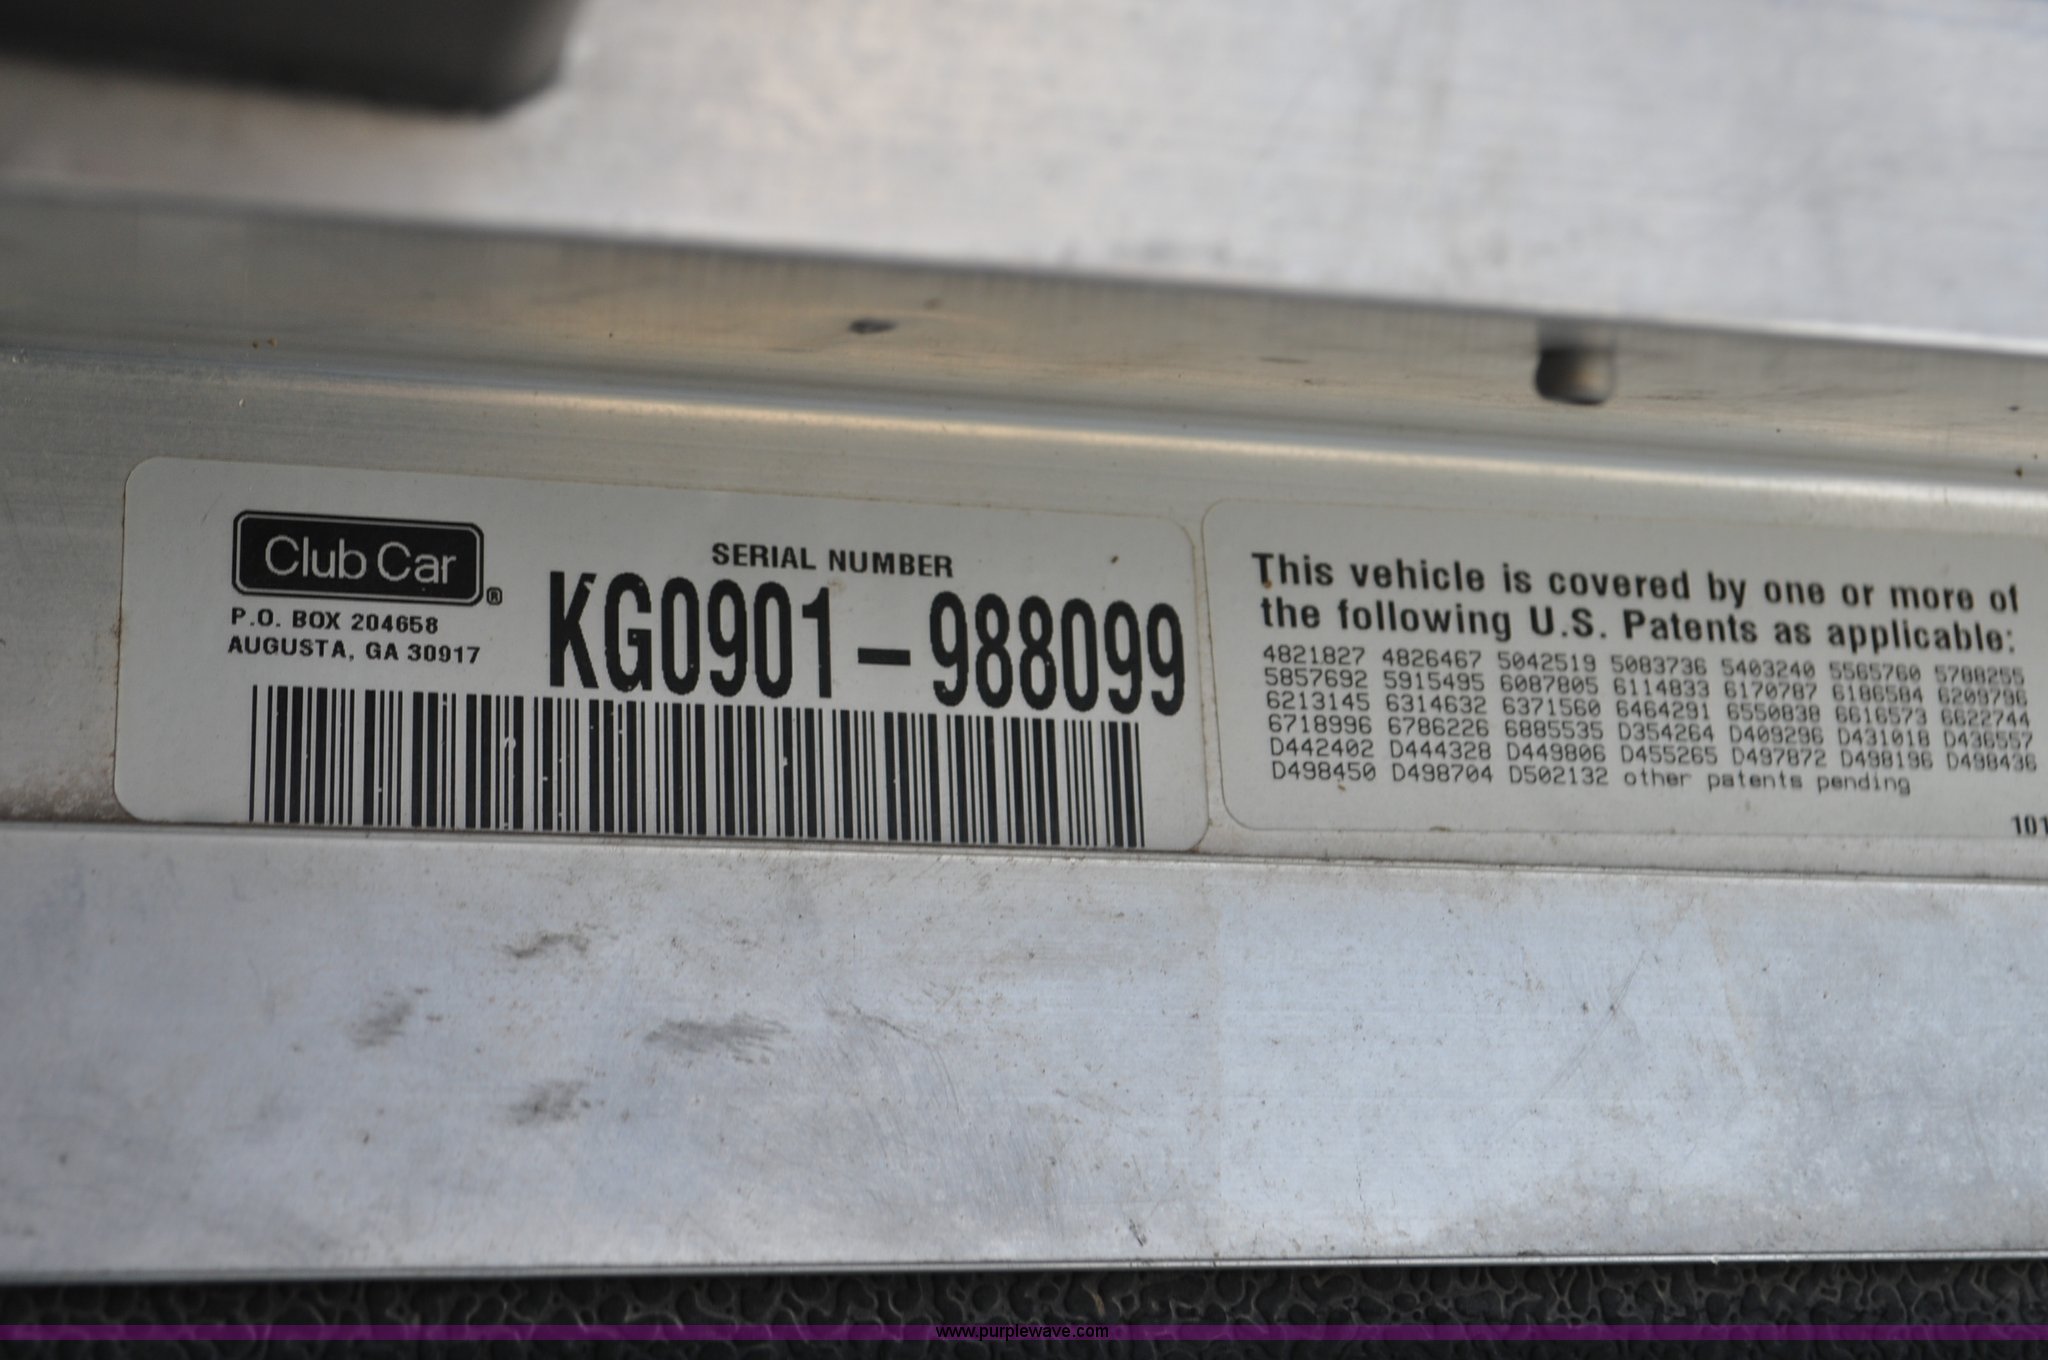 Club Car®
P.O. BOX 204658
AUGUSTA, GA 30917
SERIAL NUMBER
KG0901-988099
This vehicle is covered by one or more of
the following U.S. Patents as applicable:
4821827 4826467 5042519 5083736 5403240 5565760 5788255
5857692 5915495 6087805 6114833 6170787 6186584 6209796
6213145 6314632 6371560 6464291 6550838 6616573 6622744
6718996 6786226 6885535 D354264 D409296 D431018 D436557
D442402 D444328 D449806 D455265 D497872 D498196 D498436
D498450 D498704 D502132 other patents pending
101
www.purplewave.com